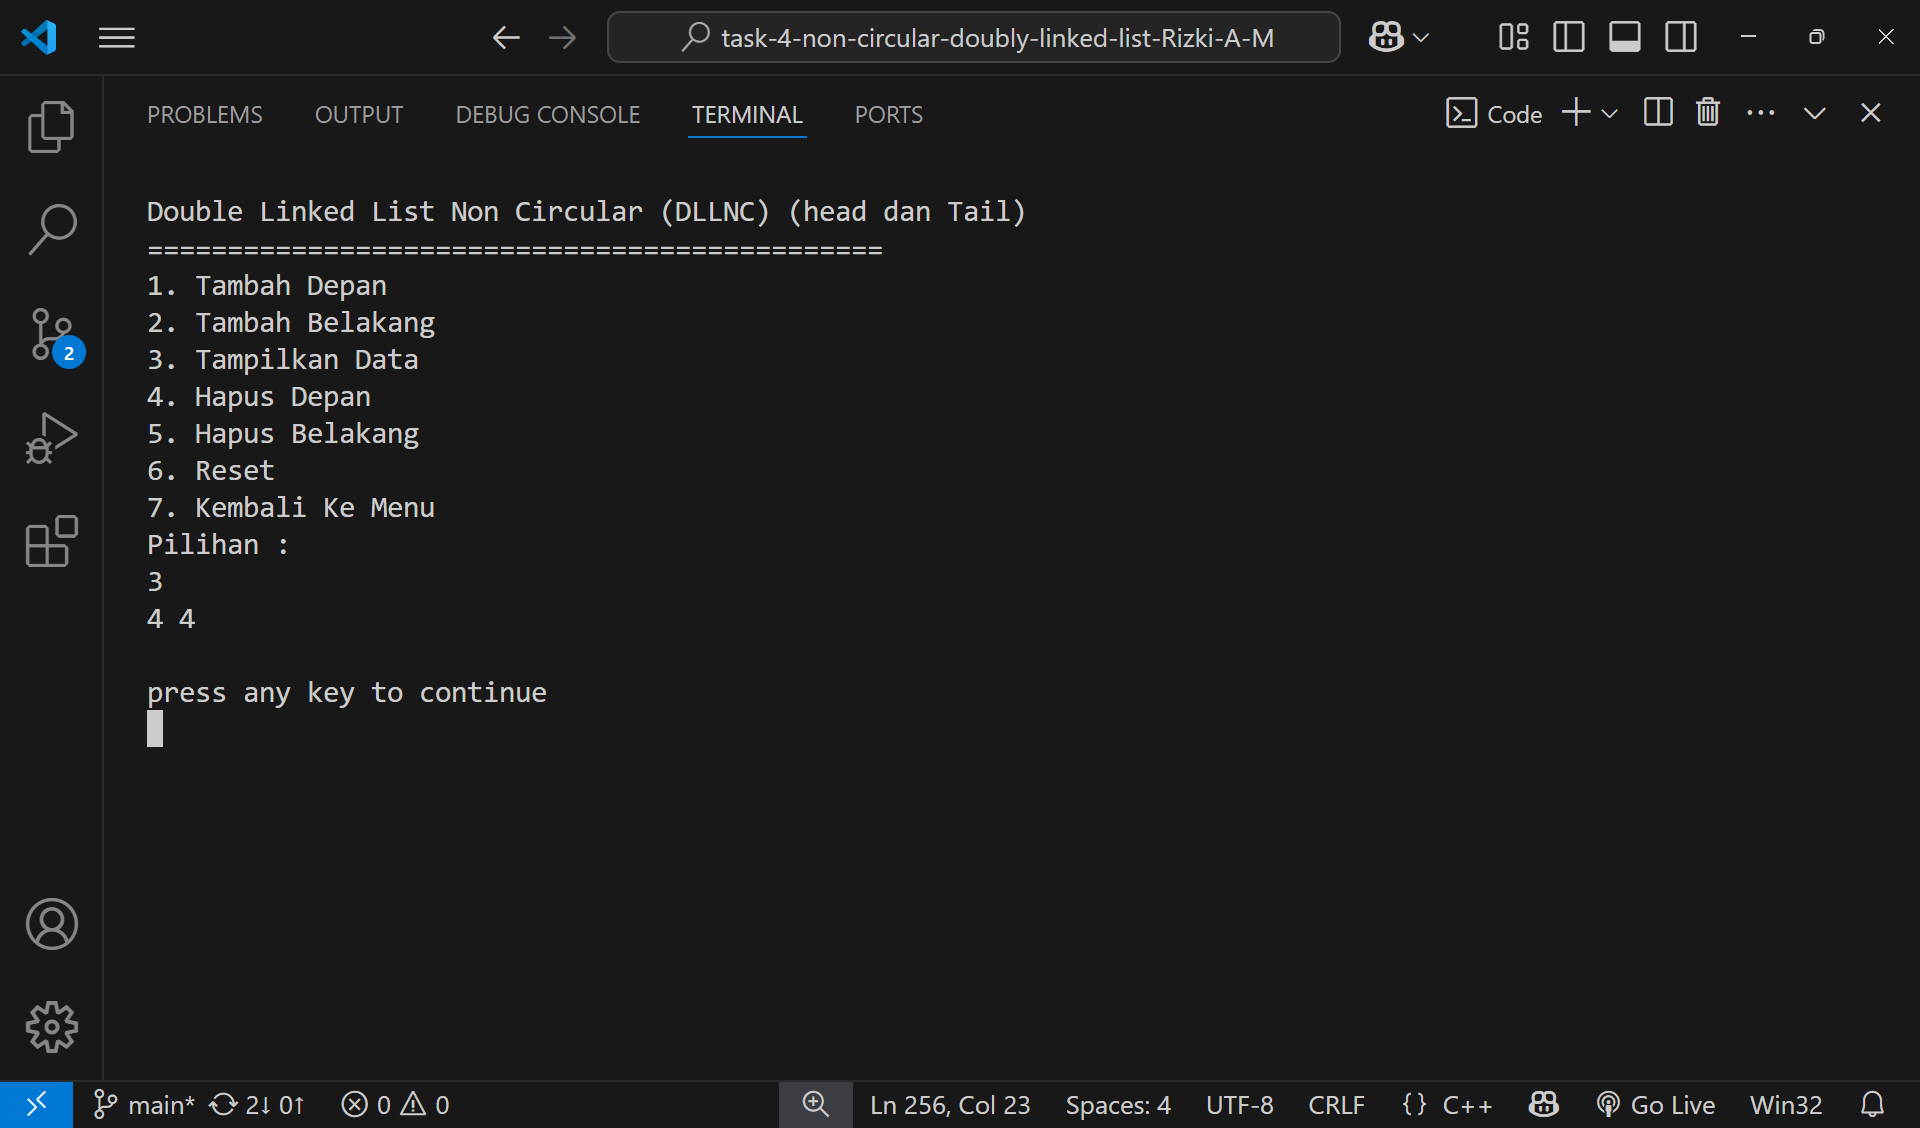 task-4-non-circular-doubly-linked-list-Rizki-A-M
PROBLEMS OUTPUT DEBUG CONSOLE TERMINAL PORTS Code
Double Linked List Non Circular (DLLNC) (head dan Tail)
==============================================
1. Tambah Depan
2. Tambah Belakang
3. Tampilkan Data
4. Hapus Depan
5. Hapus Belakang
6. Reset
7. Kembali Ke Menu
Pilihan :
3
4 4
press any key to continue
2
main* 2↓ 0↑ 0 0 Ln 256, Col 23 Spaces: 4 UTF-8 CRLF {} C++ Go Live Win32